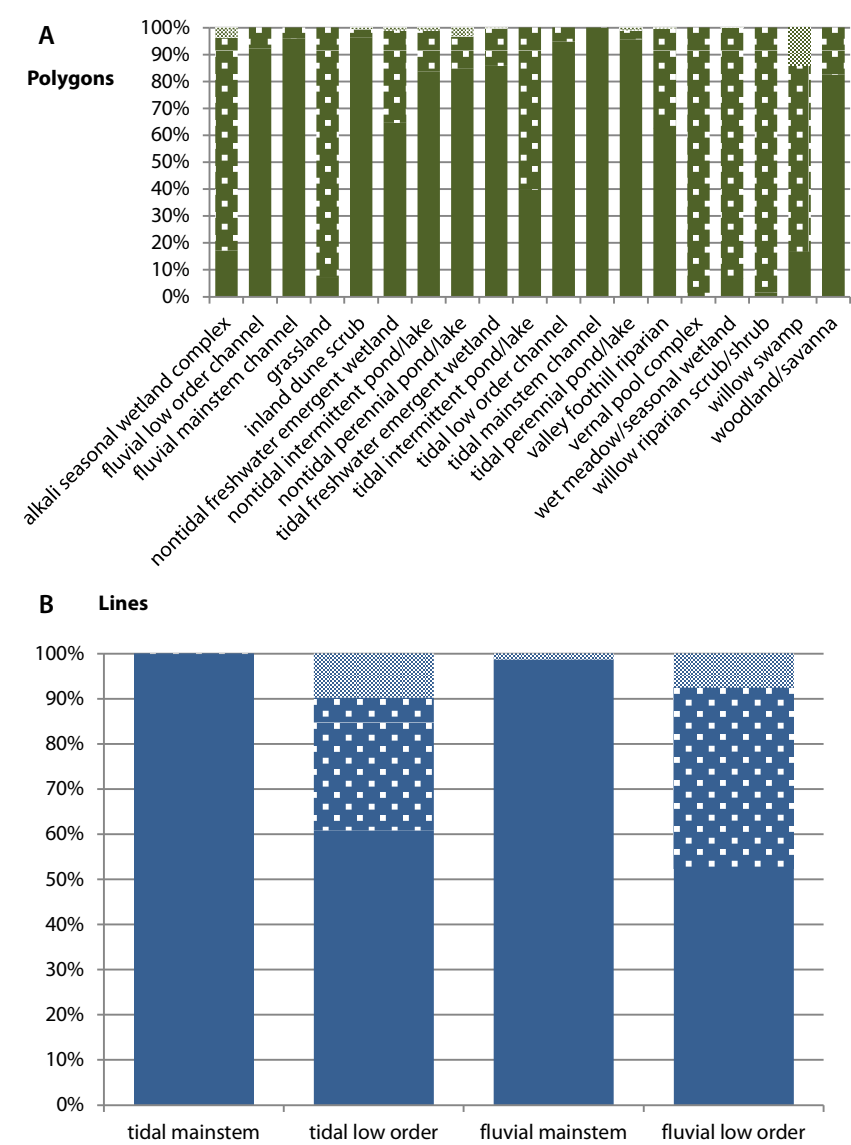 A
Polygons
100%
90%
80%
70%
60%
50%
40%
30%
20%
10%
0%
alkali seasonal wetland complex
fluvial low order channel
fluvial mainstem channel
grassland
inland dune scrub
nontidal freshwater emergent wetland
nontidal intermittent pond/lake
nontidal perennial pond/lake
tidal freshwater emergent wetland
tidal intermittent pond/lake
tidal low order channel
tidal mainstem channel
tidal perennial pond/lake
valley foothill riparian
vernal pool complex
wet meadow/seasonal wetland
willow riparian scrub/shrub
willow swamp
woodland/savanna
B Lines
100%
90%
80%
70%
60%
50%
40%
30%
20%
10%
0%
tidal mainstem tidal low order fluvial mainstem fluvial low order